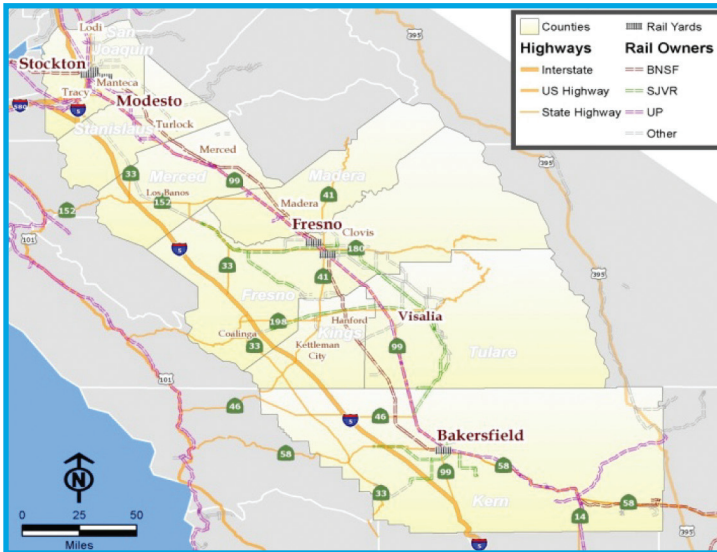 Counties
Rail Yards
Highways
Rail Owners
Interstate
BNSF
US Highway
SJVR
State Highway
UP
Other
Lodi
San
Joaquin
395
Stockton
Manteca
Tracy
580
5
Modesto
Stanislaus
Turlock
Merced
Madera
33
Merced
99
41
Los Banos
152
Madera
395
152
Fresno
101
Clovis
5
180
33
41
395
Fresno
198
Hanford
Visalia
Coalinga
Kings
33
Kettleman
City
99
Tulare
101
46
5
46
58
Bakersfield
99
58
33
Kern
58
14
395
5
N
0 25 50
Miles